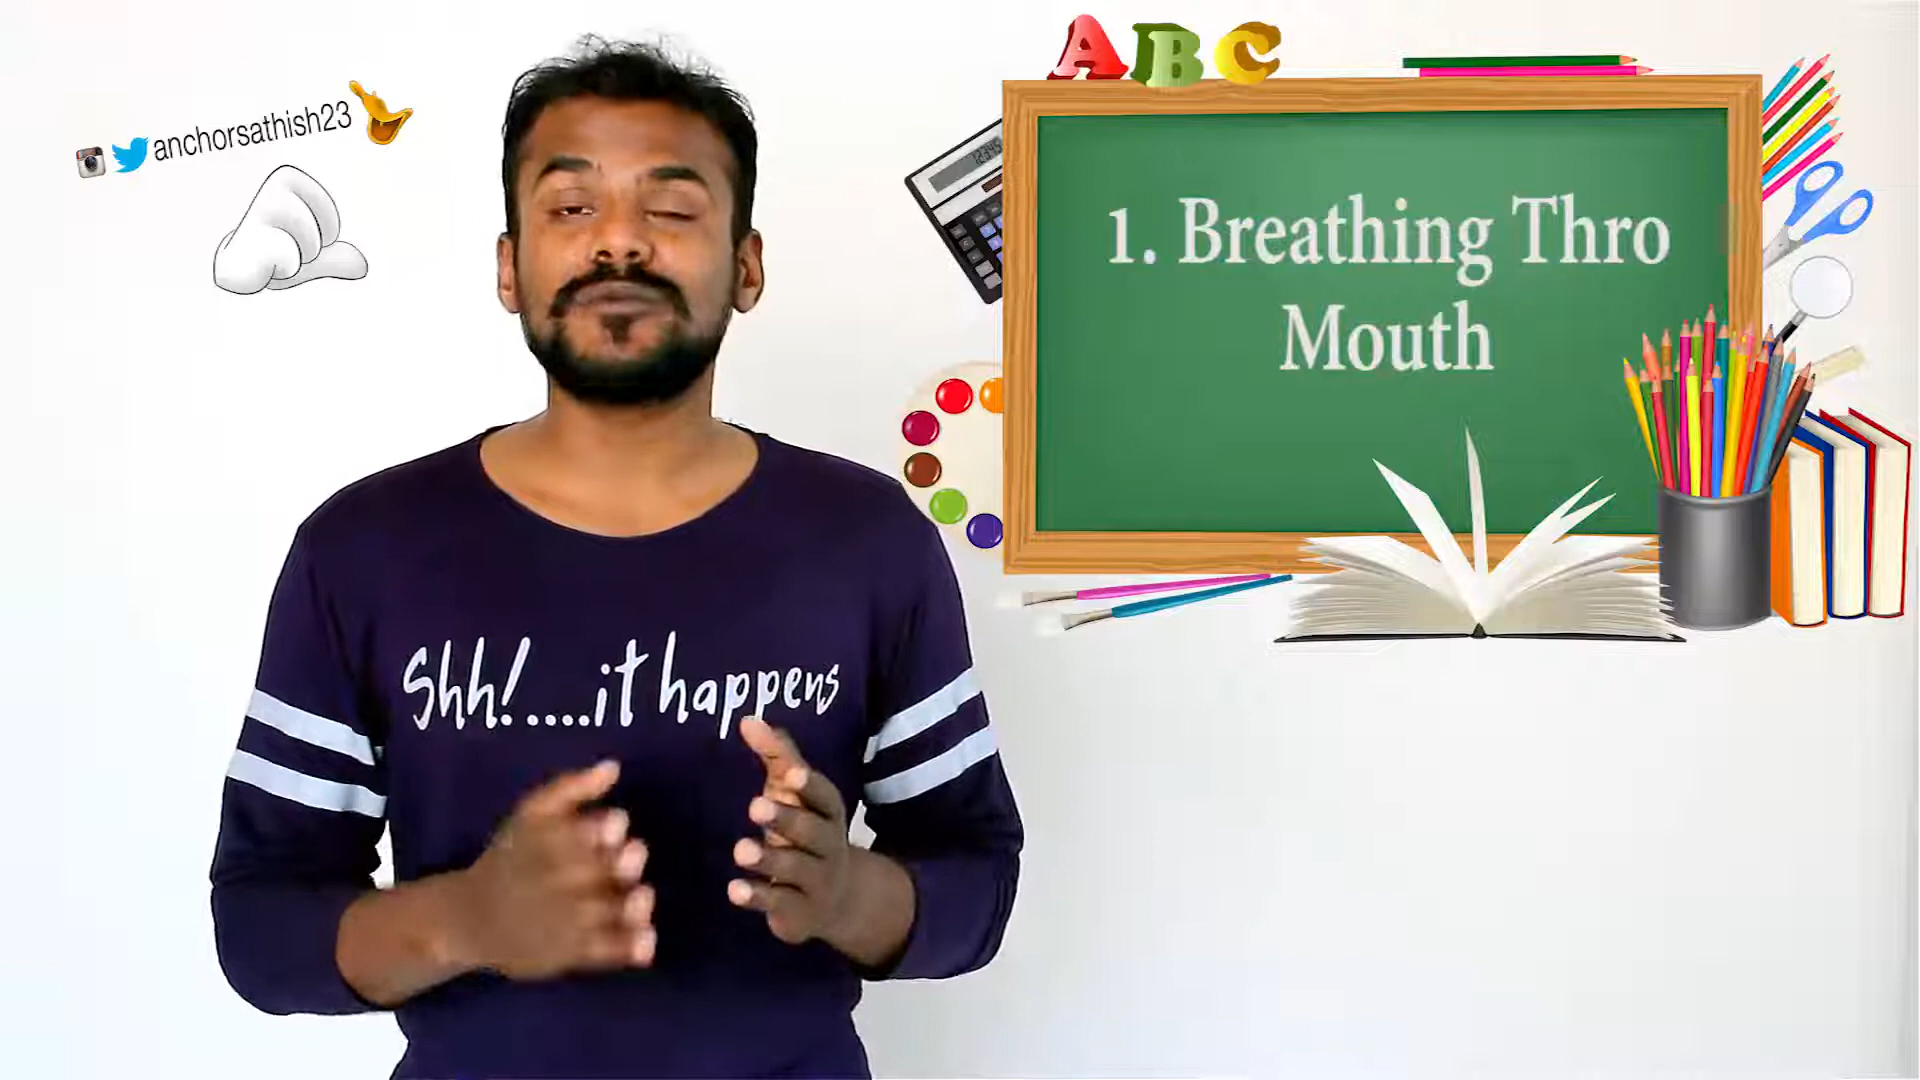 anchorsathish23
ABC
1. Breathing Thro
Mouth
Shh!....it happens